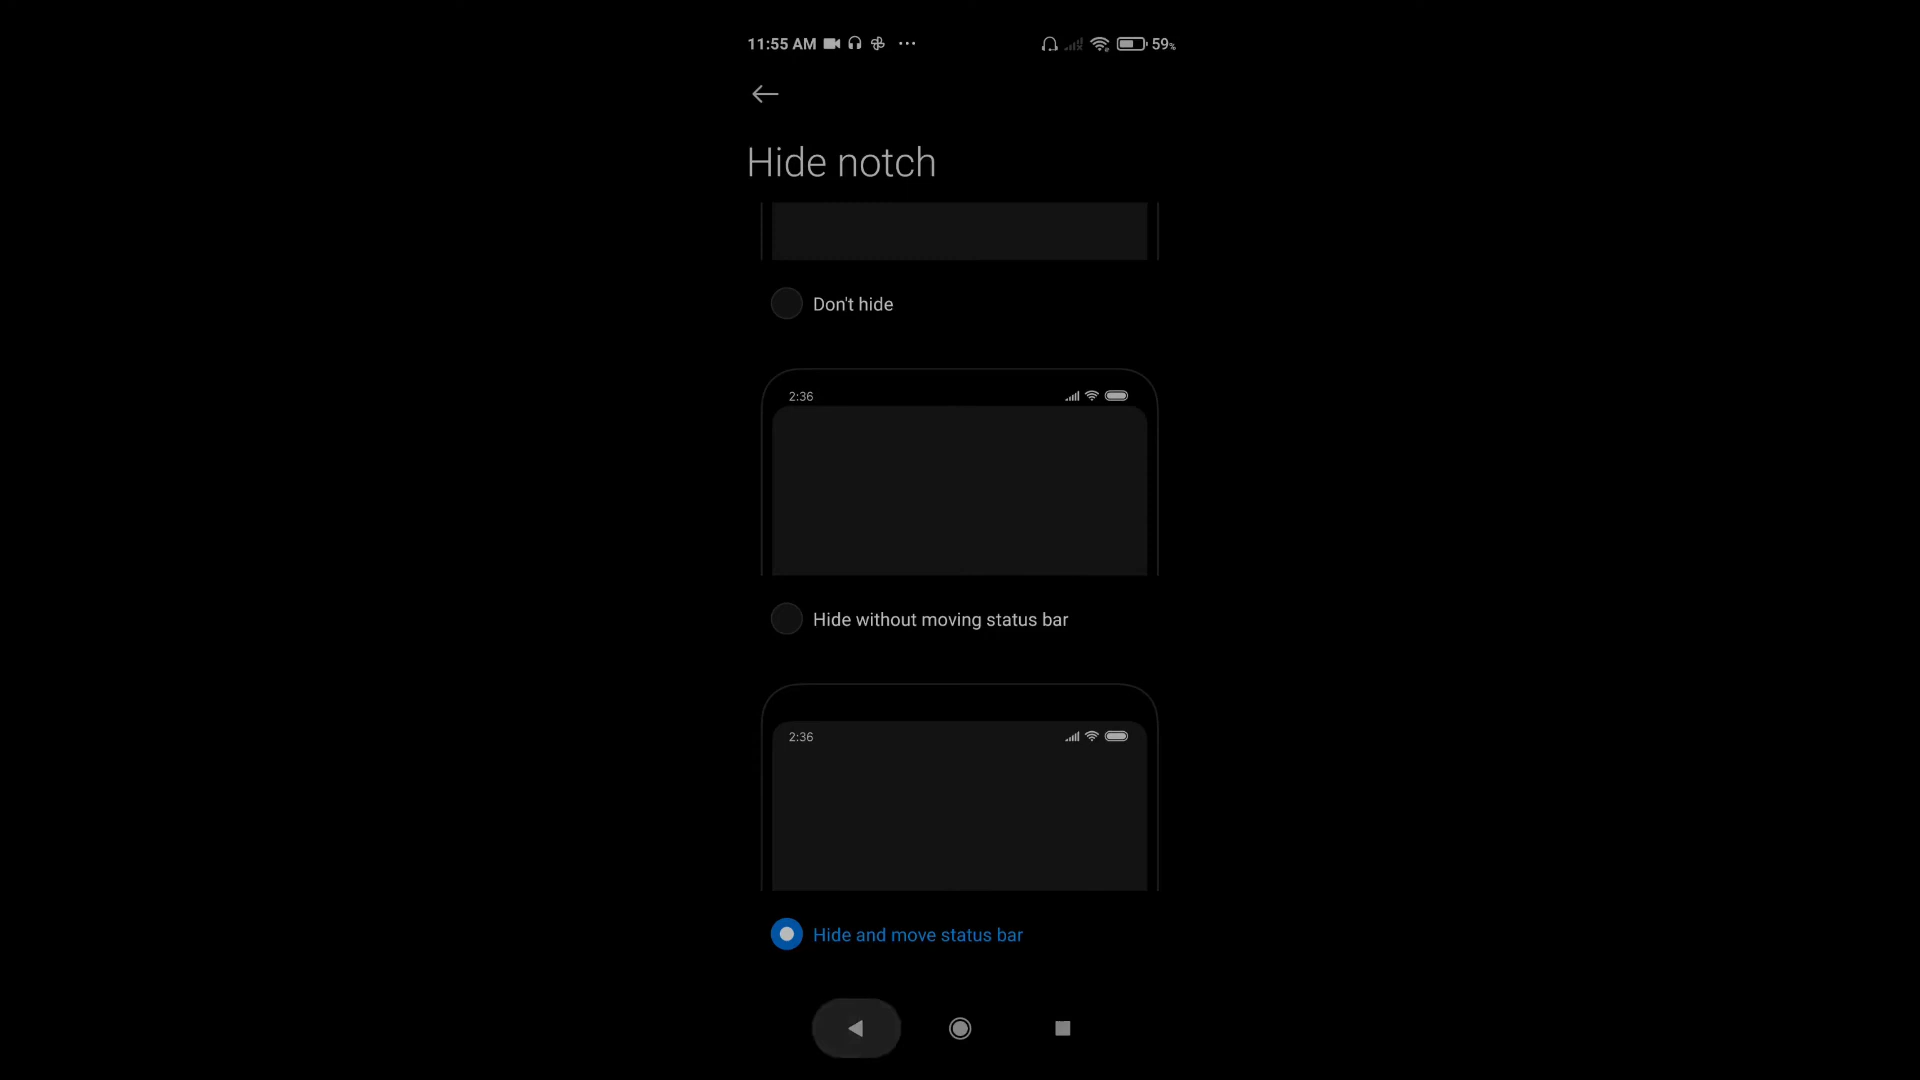 11:55 AM 59%
Hide notch
Don't hide
2:36
Hide without moving status bar
2:36
Hide and move status bar